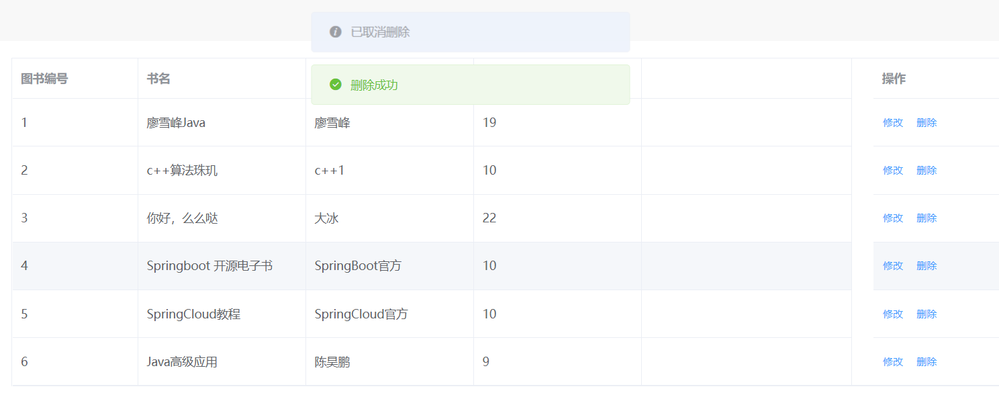 已取消删除
删除成功
图书编号 书名 操作
1 廖雪峰Java 廖雪峰 19 修改 删除
2 c++算法珠玑 c++1 10 修改 删除
3 你好，么么哒 大冰 22 修改 删除
4 Springboot 开源电子书 SpringBoot官方 10 修改 删除
5 SpringCloud教程 SpringCloud官方 10 修改 删除
6 Java高级应用 陈昊鹏 9 修改 删除